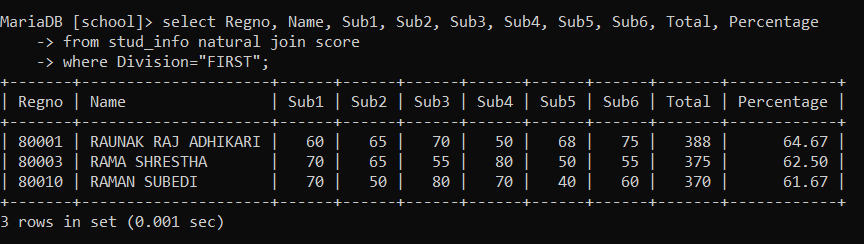 MariaDB [school]> select Regno, Name, Sub1, Sub2, Sub3, Sub4, Sub5, Sub6, Total, Percentage
    -> from stud_info natural join score
    -> where Division="FIRST";
+-------+---------------------+------+------+------+------+------+------+-------+------------+
| Regno | Name                | Sub1 | Sub2 | Sub3 | Sub4 | Sub5 | Sub6 | Total | Percentage |
+-------+---------------------+------+------+------+------+------+------+-------+------------+
| 80001 | RAUNAK RAJ ADHIKARI |   60 |   65 |   70 |   50 |   68 |   75 |   388 |      64.67 |
| 80003 | RAMA SHRESTHA       |   70 |   65 |   55 |   80 |   50 |   55 |   375 |      62.50 |
| 80010 | RAMAN SUBEDI        |   70 |   50 |   80 |   70 |   40 |   60 |   370 |      61.67 |
+-------+---------------------+------+------+------+------+------+------+-------+------------+
3 rows in set (0.001 sec)